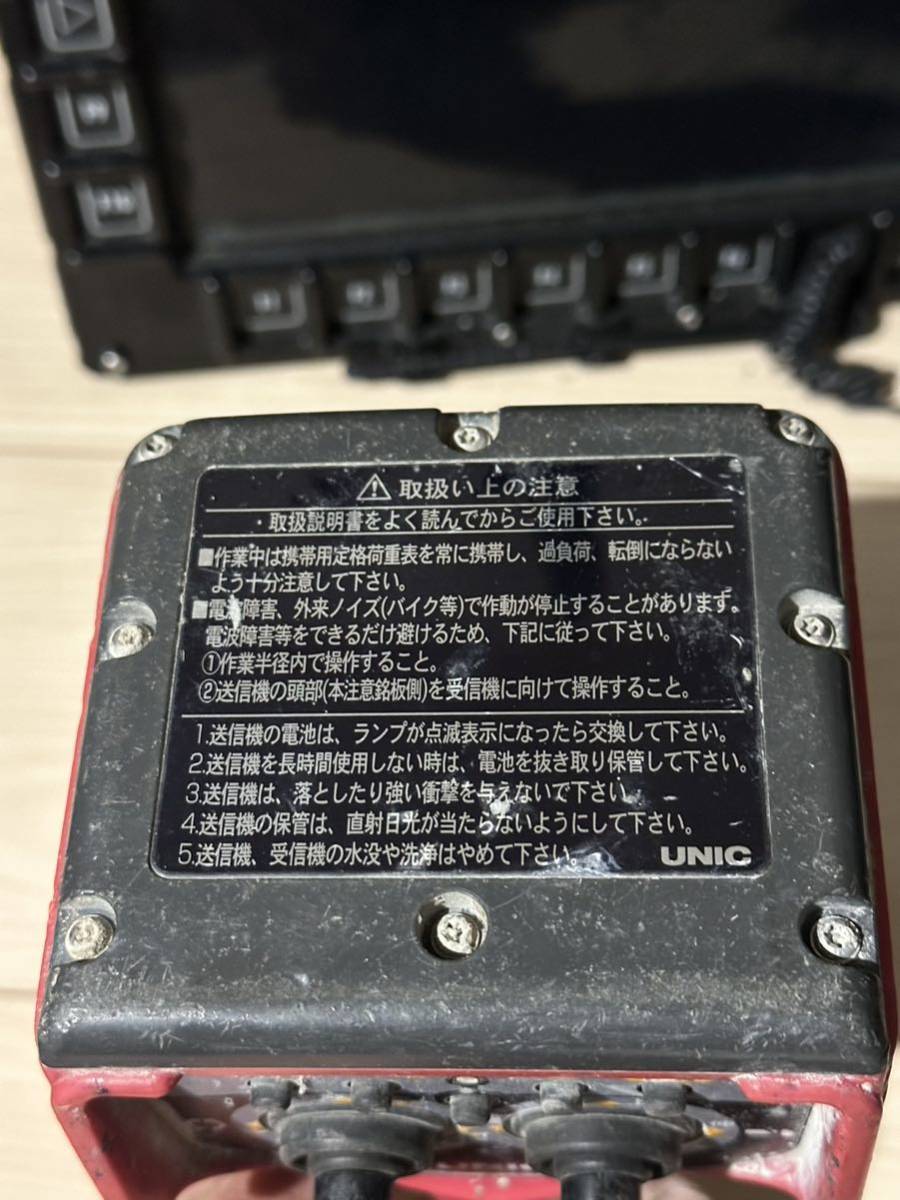 ⚠ 取扱い上の注意
・取扱説明書をよく読んでからご使用下さい。・
■作業中は携帯用定格荷重表を常に携帯し、過負荷、転倒にならない
よう十分注意して下さい。
■電波障害、外来ノイズ(バイク等)で作動が停止することがあります。
電波障害等をできるだけ避けるため、下記に従って下さい。
①作業半径内で操作すること。
②送信機の頭部(本注意銘板側)を受信機に向けて操作すること。
1.送信機の電池は、ランプが点滅表示になったら交換して下さい。
2.送信機を長時間使用しない時は、電池を抜き取り保管して下さい。
3.送信機は、落としたり強い衝撃を与えないで下さい。
4.送信機の保管は、直射日光が当たらないようにして下さい。
5.送信機、受信機の水没や洗浄はやめて下さい。
UNIC